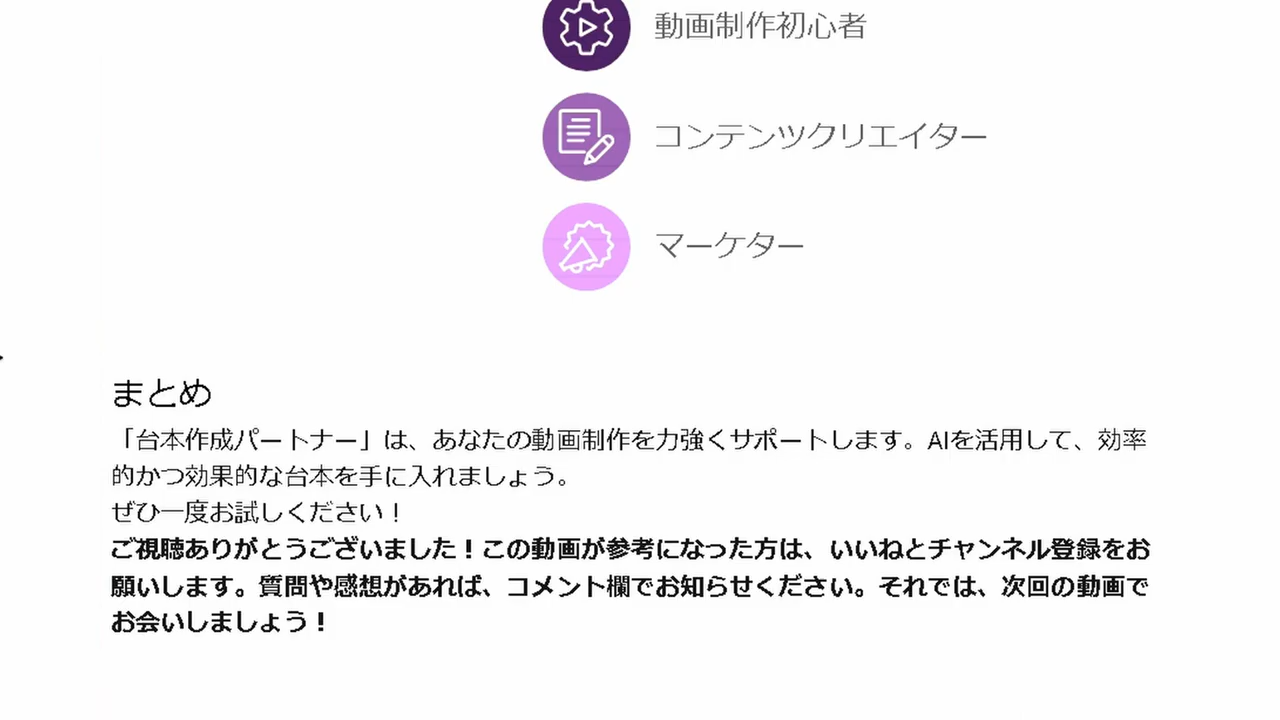 動画制作初心者
コンテンツクリエイター
マーケター
まとめ
「台本作成パートナー」は、あなたの動画制作を力強くサポートします。AIを活用して、効率
的かつ効果的な台本を手に入れましょう。
ぜひ一度お試しください！
ご視聴ありがとうございました！この動画が参考になった方は、いいねとチャンネル登録をお
願いします。質問や感想があれば、コメント欄でお知らせください。それでは、次回の動画で
お会いしましょう！